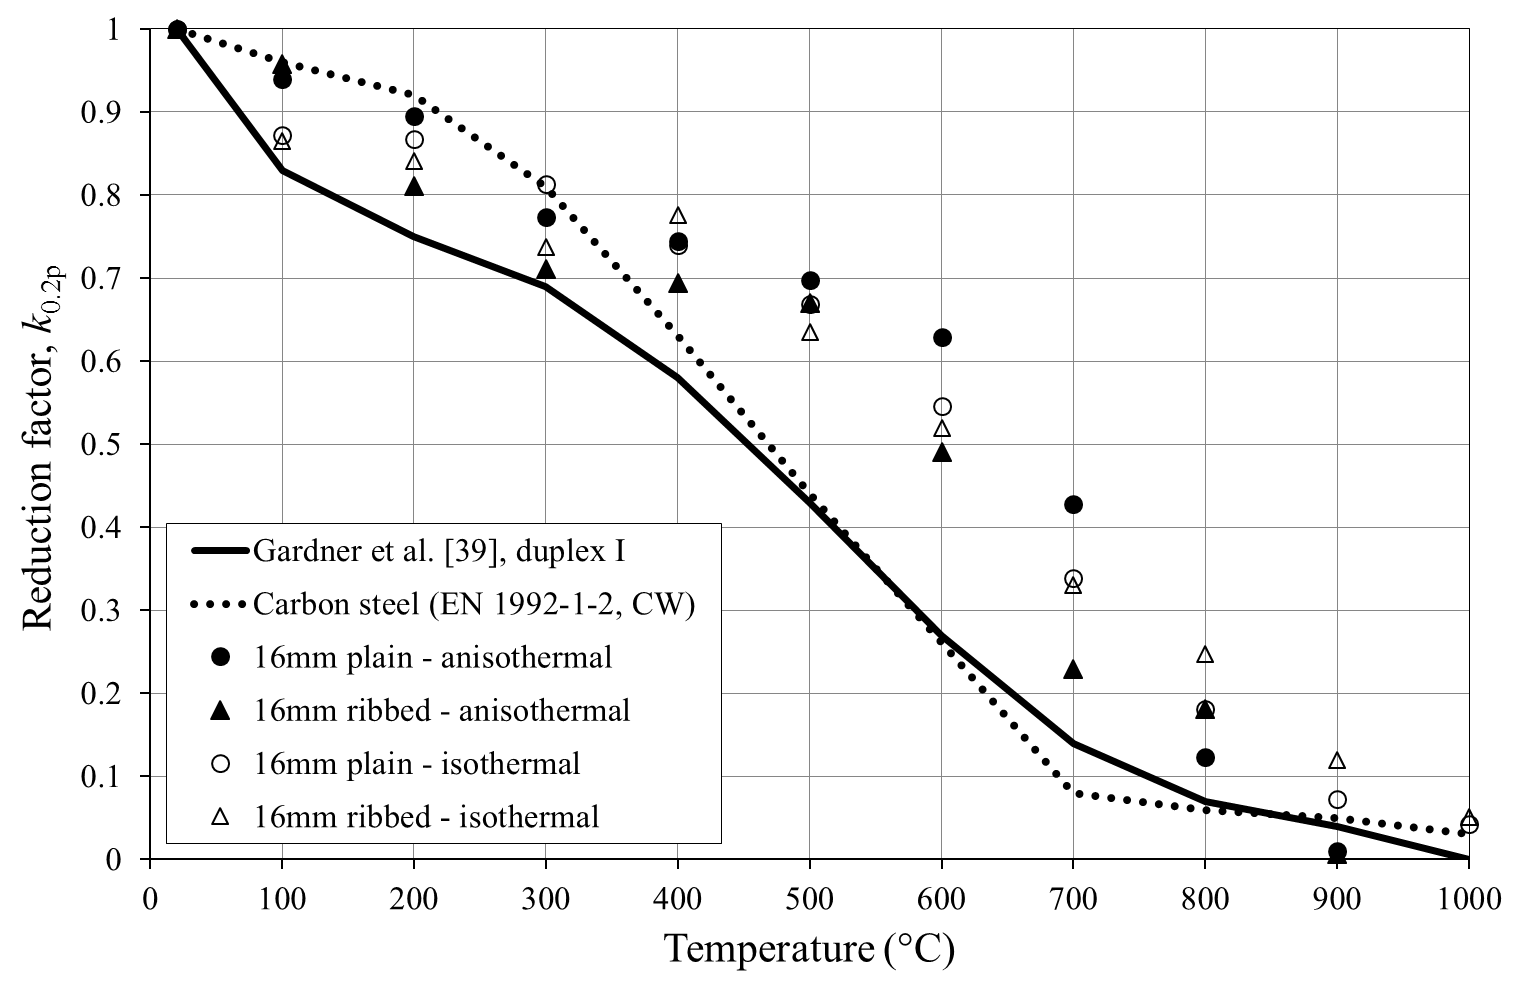 1
0.9
0.8
0.7
0.6
0.5
0.4
0.3
0.2
0.1
0
Reduction factor, k0.2p
Gardner et al. [39], duplex I
Carbon steel (EN 1992-1-2, CW)
16mm plain - anisothermal
16mm ribbed - anisothermal
16mm plain - isothermal
16mm ribbed - isothermal
0 100 200 300 400 500 600 700 800 900 1000
Temperature (°C)